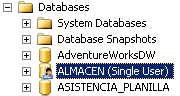 Databases
System Databases
Database Snapshots
AdventureWorksDW
ALMACEN (Single User)
ASISTENCIA_PLANILLA